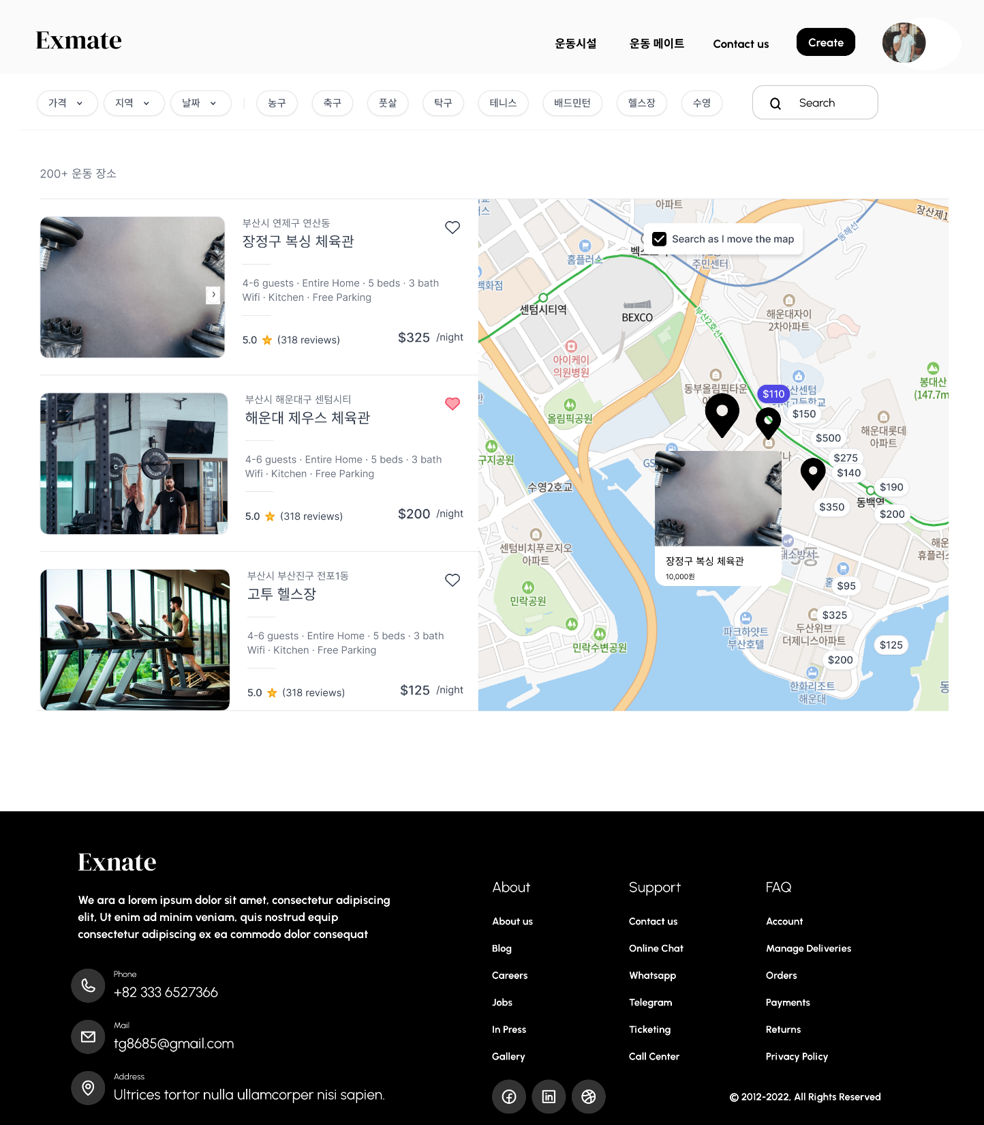 Exmate
운동시설
운동 메이트
Contact us
Create
가격
지역
날짜
농구
축구
풋살
탁구
테니스
배드민턴
헬스장
수영
Search
200+ 운동 장소
부산시 연제구 연산동
장정구 복싱 체육관
4-6 guests · Entire Home · 5 beds · 3 bath
Wifi · Kitchen · Free Parking
5.0 (318 reviews)
$325 /night
부산시 해운대구 센텀시티
해운대 제우스 체육관
4-6 guests · Entire Home · 5 beds · 3 bath
Wifi · Kitchen · Free Parking
5.0 (318 reviews)
$200 /night
부산시 부산진구 전포1동
고투 헬스장
4-6 guests · Entire Home · 5 beds · 3 bath
Wifi · Kitchen · Free Parking
5.0 (318 reviews)
$125 /night
아파트
장산제1
Search as I move the map
동해선
홈플러스
주민센터
백화점
센텀시티역
BEXCO
부산2호선
해운대자이
2차아파트
아이케이
의원병원
동부올림픽타운
봉대산
(147.7m
$110
$150
올림픽공원
$500
해운대롯데
아파트
구지공원
$275
$140
수영2호교
$190
동백역
$350
$200
센텀비치푸르지오
아파트
휴플러스
장정구 복싱 체육관
10,000원
$95
민락공원
$325
파크하얏트
부산호텔
두산위브
더제니스아파트
민락수변공원
$125
$200
한화리조트
해운대
동
Exnate
We ara a lorem ipsum dolor sit amet, consectetur adipiscing
elit, Ut enim ad minim veniam, quis nostrud equip
consectetur adipiscing ex ea commodo dolor consequat
Phone
+82 333 6527366
Mail
tg8685@gmail.com
Address
Ultrices tortor nulla ullamcorper nisi sapien.
About
About us
Blog
Careers
Jobs
In Press
Gallery
Support
Contact us
Online Chat
Whatsapp
Telegram
Ticketing
Call Center
FAQ
Account
Manage Deliveries
Orders
Payments
Returns
Privacy Policy
© 2012-2022, All Rights Reserved